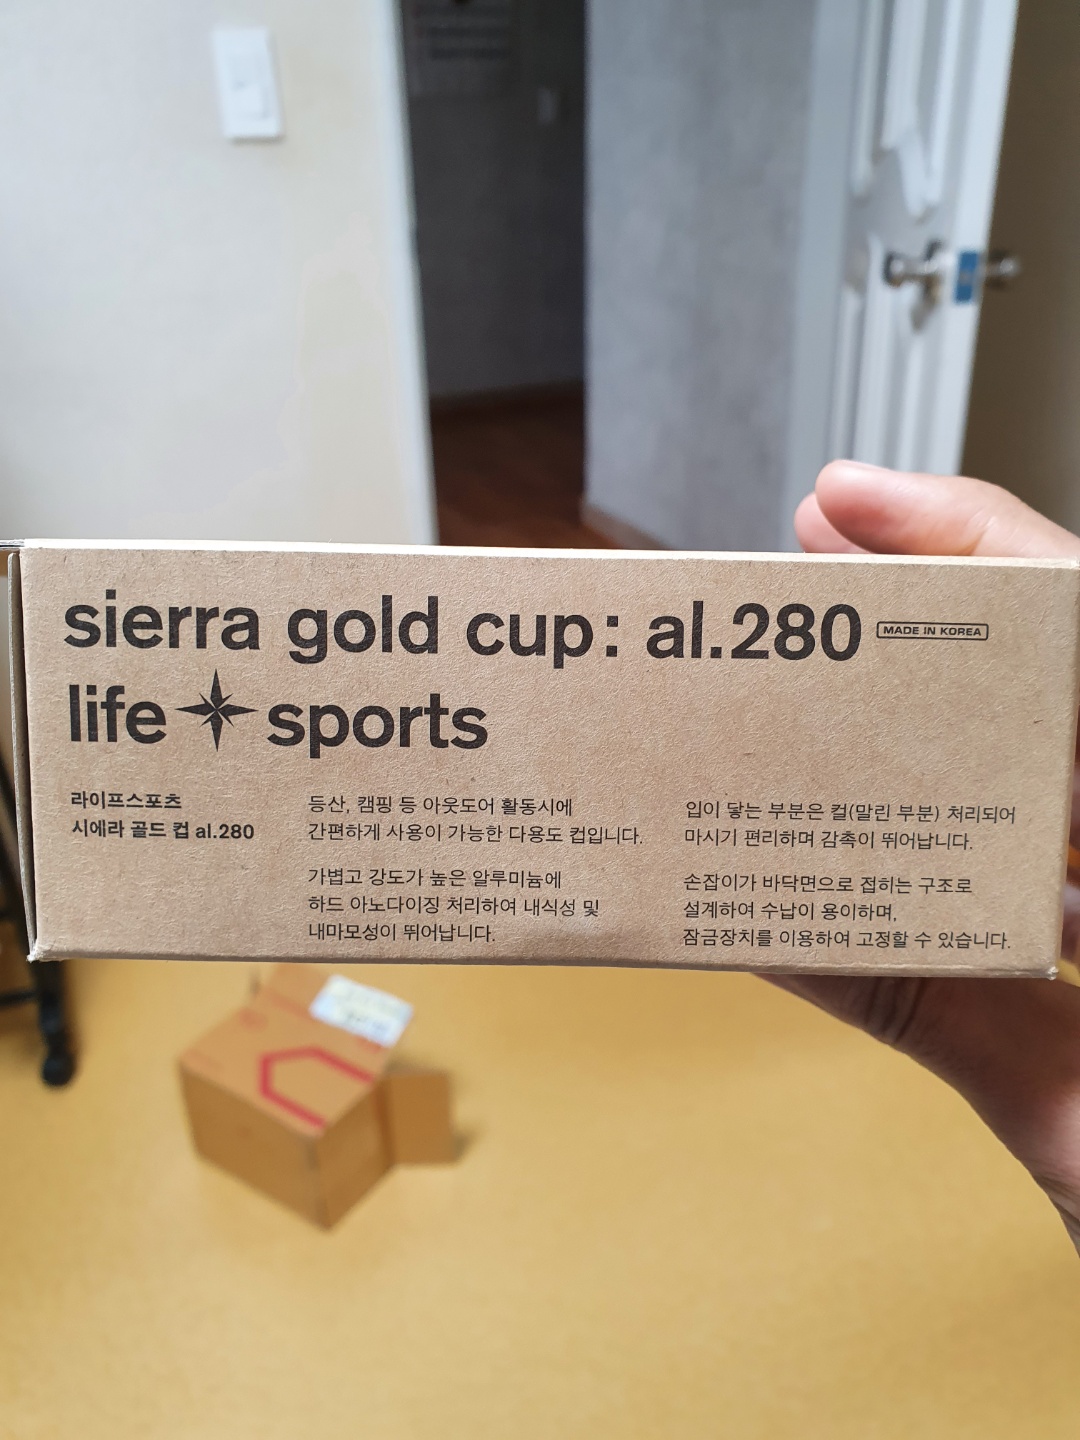 sierra gold cup: al.280 MADE IN KOREA
life sports
라이프스포츠
시에라 골드 컵 al.280
등산, 캠핑 등 아웃도어 활동시에
간편하게 사용이 가능한 다용도 컵입니다.
가볍고 강도가 높은 알루미늄에
하드 아노다이징 처리하여 내식성 및
내마모성이 뛰어납니다.
입이 닿는 부분은 컬(말린 부분) 처리되어
마시기 편리하며 감촉이 뛰어납니다.
손잡이가 바닥면으로 접히는 구조로
설계하여 수납이 용이하며,
잠금장치를 이용하여 고정할 수 있습니다.